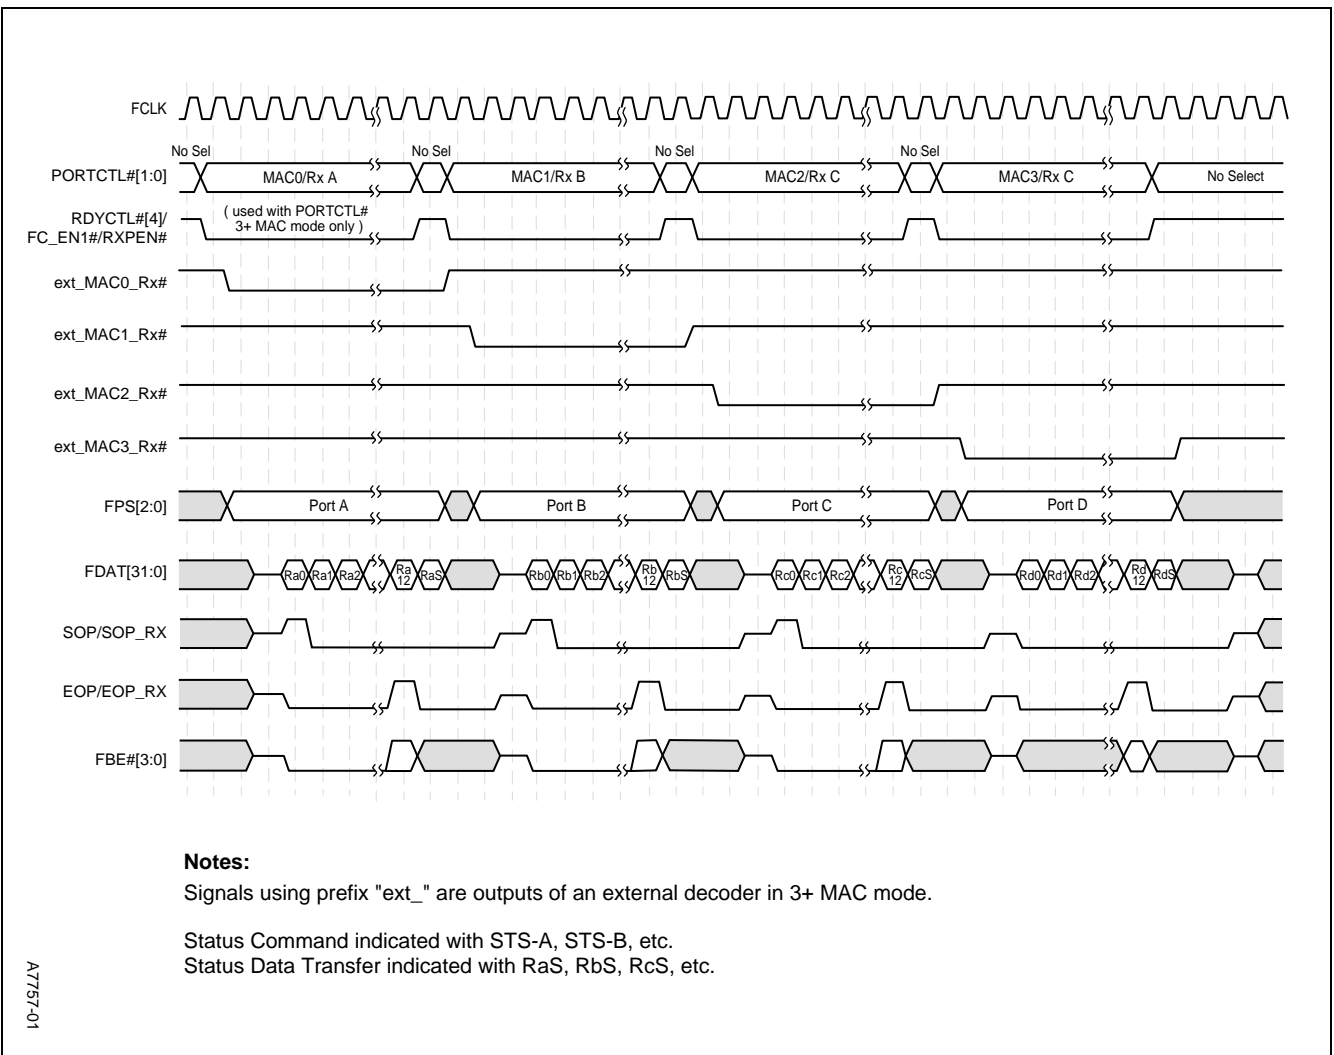 FCLK
No Sel No Sel No Sel No Sel
PORTCTL#[1:0] MAC0/Rx A MAC1/Rx B MAC2/Rx C MAC3/Rx C No Select
RDYCTL#[4]/
FC_EN1#/RXPEN#
( used with PORTCTL#
3+ MAC mode only )
ext_MAC0_Rx#
ext_MAC1_Rx#
ext_MAC2_Rx#
ext_MAC3_Rx#
FPS[2:0] Port A Port B Port C Port D
FDAT[31:0] Ra0 Ra1 Ra2 Ra 12 RaS Rb0 Rb1 Rb2 Rb 12 RbS Rc0 Rc1 Rc2 Rc 12 RcS Rd0 Rd1 Rd2 Rd 12 RdS
SOP/SOP_RX
EOP/EOP_RX
FBE#[3:0]
Notes:
Signals using prefix "ext_" are outputs of an external decoder in 3+ MAC mode.
Status Command indicated with STS-A, STS-B, etc.
Status Data Transfer indicated with RaS, RbS, RcS, etc.
A7757-01